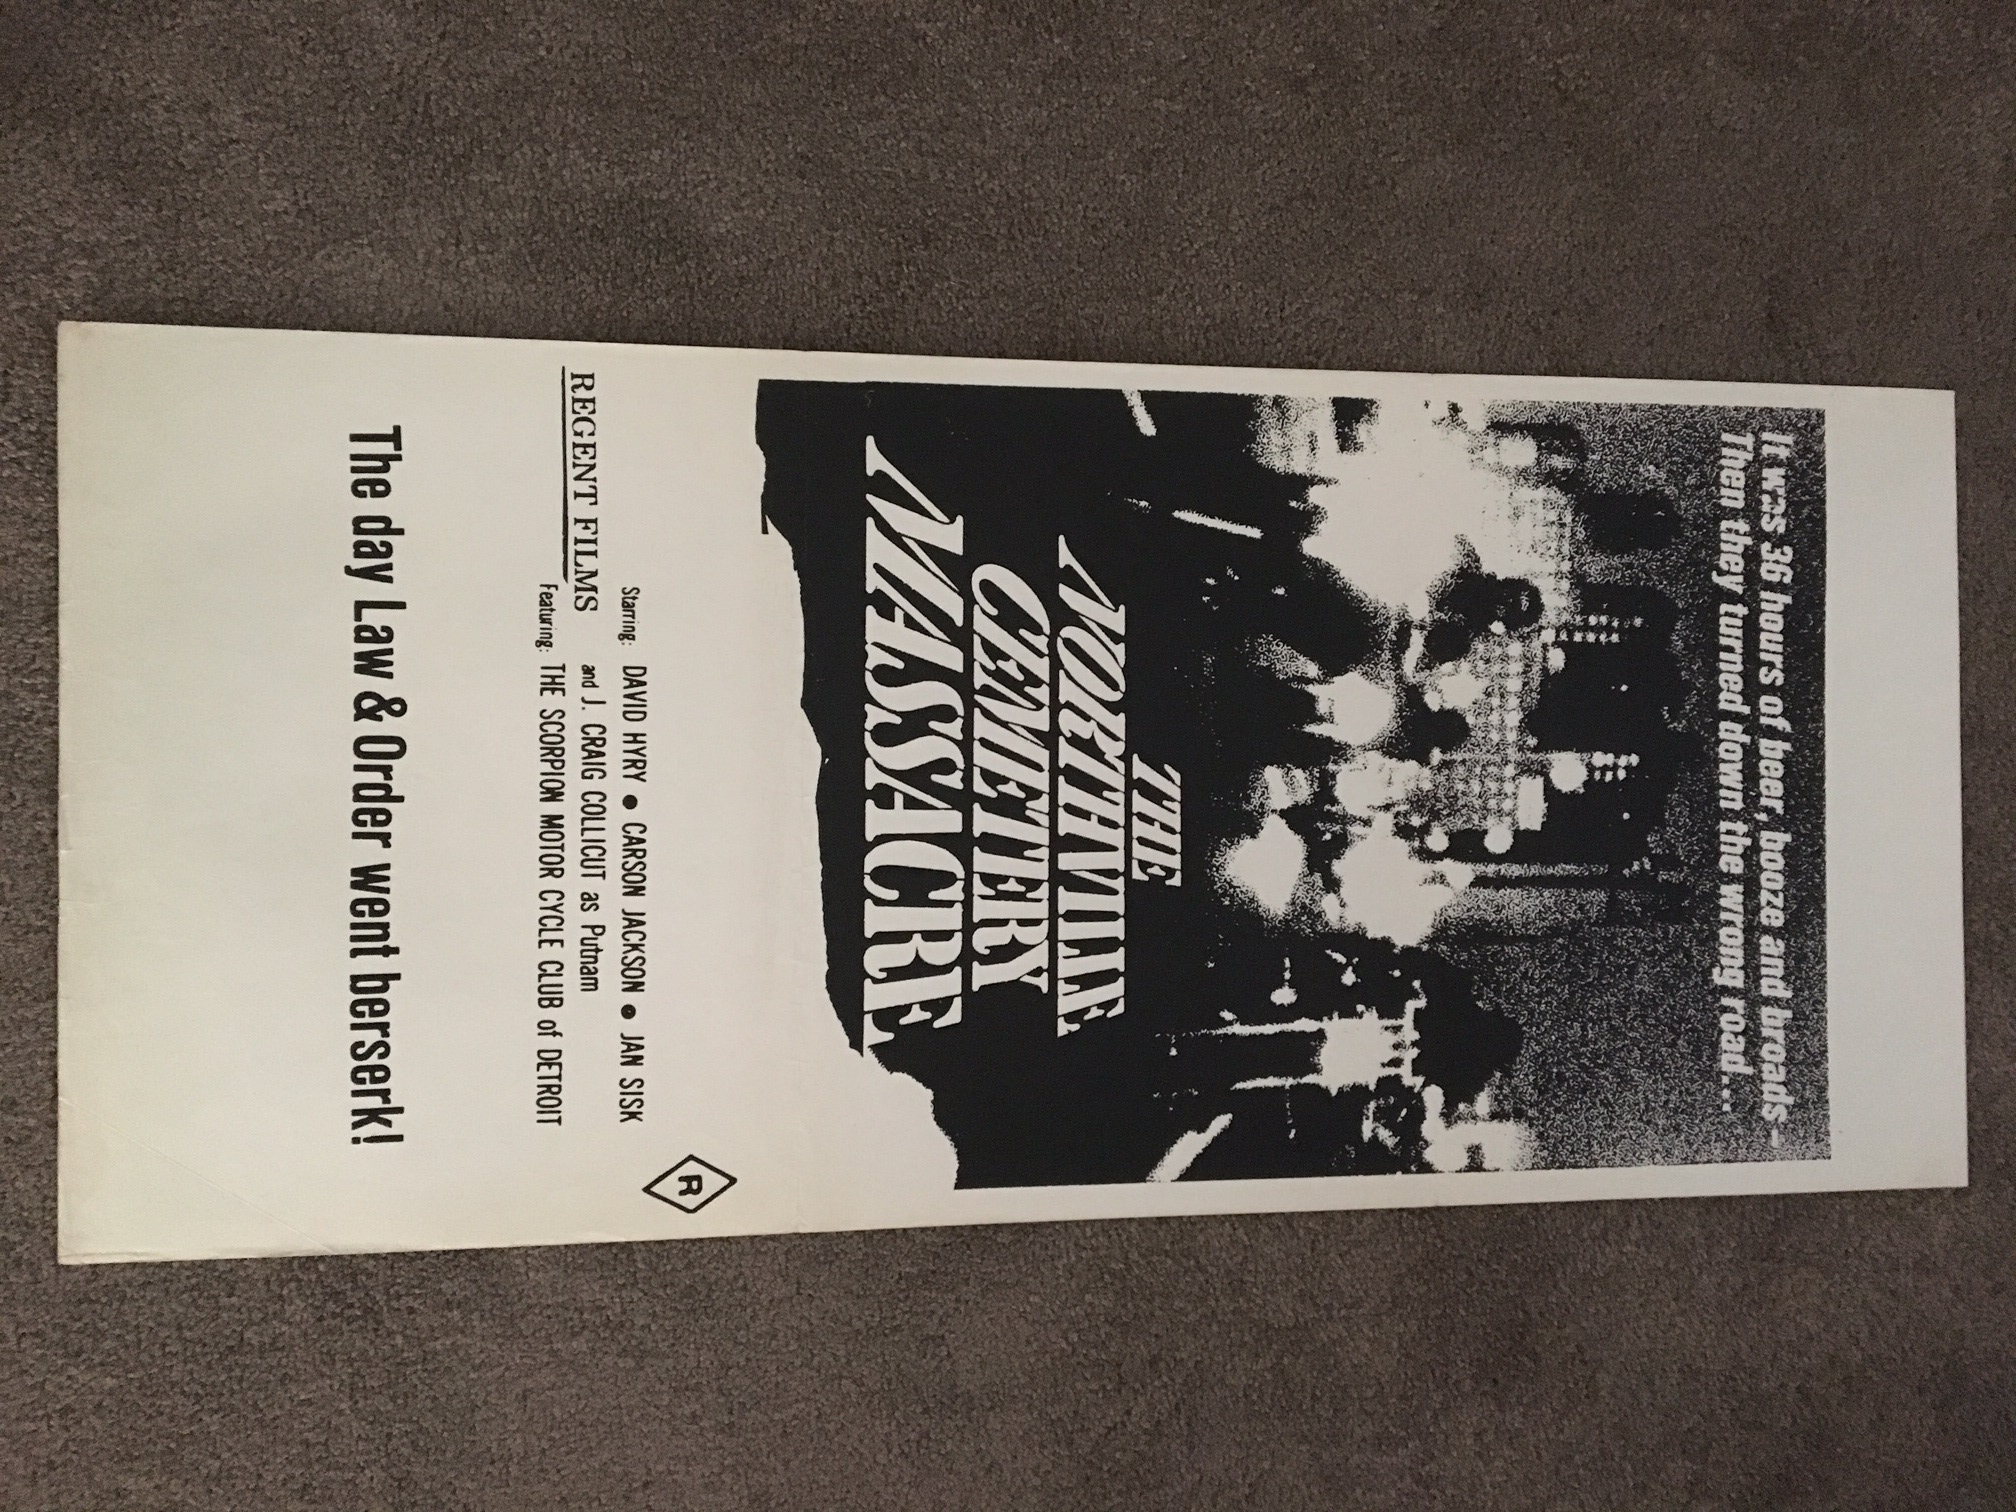 It was 36 hours of beer, booze and broads–
Then they turned down the wrong road...
THE
NORTHVILLE
CEMETERY
MASSACRE
R
Starring: DAVID HYRY • CARSON JACKSON • JAN SISK
and J. CRAIG COLLICUT as Putnam
REGENT FILMS
Featuring: THE SCORPION MOTOR CYCLE CLUB of DETROIT
The day Law & Order went berserk!